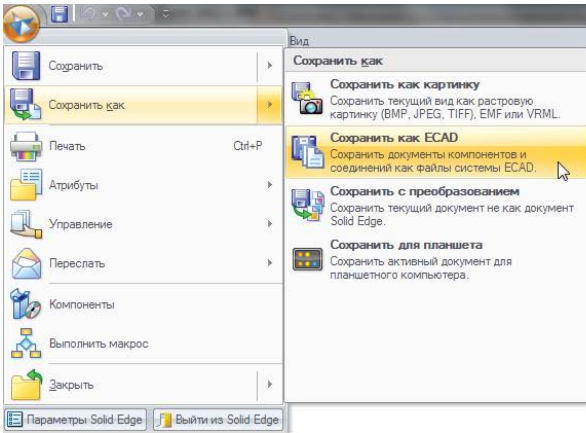 Вид
Сохранить
Сохранить как
Печать Ctrl+P
Атрибуты
Управление
Переслать
Компоненты
Выполнить макрос
Закрыть
Параметры Solid Edge Выйти из Solid Edge
Сохранить как
Сохранить как картинку
Сохранить текущий вид как растровую
картинку (BMP, JPEG, TIFF), EMF или VRML.
Сохранить как ECAD
Сохранить документы компонентов и
соединений как файлы системы ECAD.
Сохранить с преобразованием
Сохранить текущий документ не как документ
Solid Edge.
Сохранить для планшета
Сохранить активный документ для
планшетного компьютера.